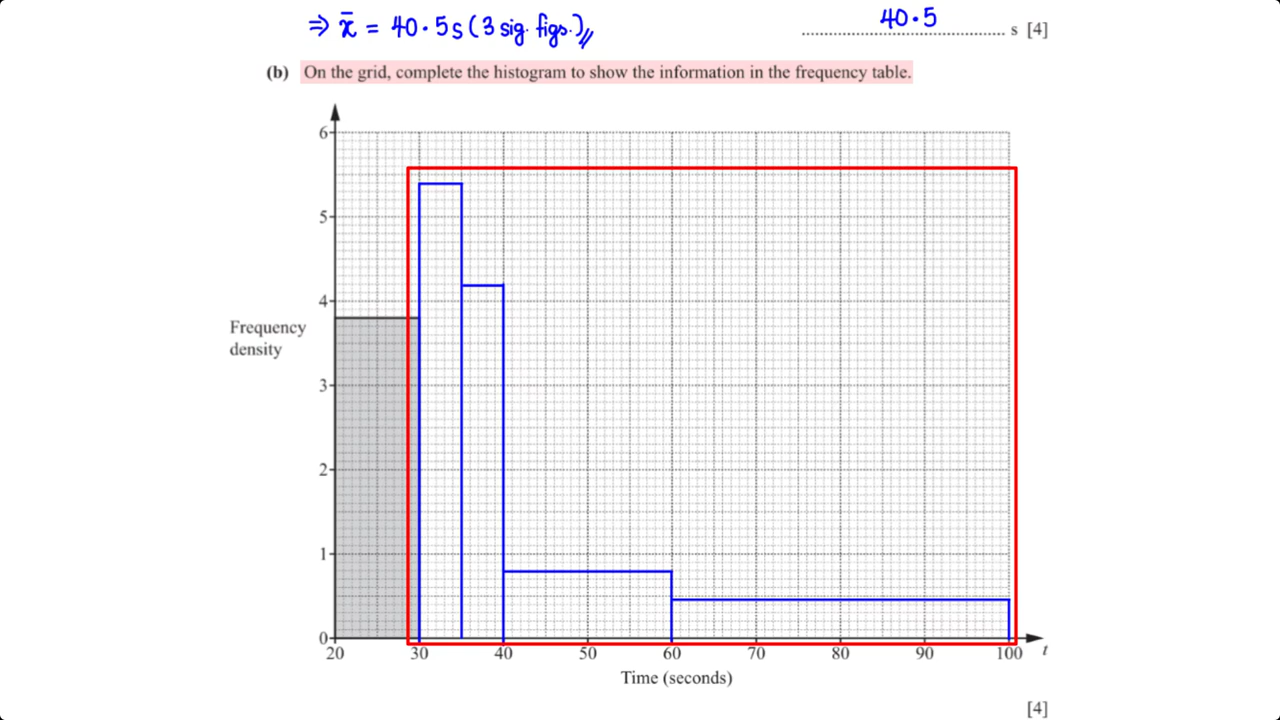 ⇒ x̄ = 40·5s (3 sig. figs.)//
40·5 s [4]
(b) On the grid, complete the histogram to show the information in the frequency table.
6
5
4
Frequency
density
3
2
1
0
20 30 40 50 60 70 80 90 100 t
Time (seconds)
[4]